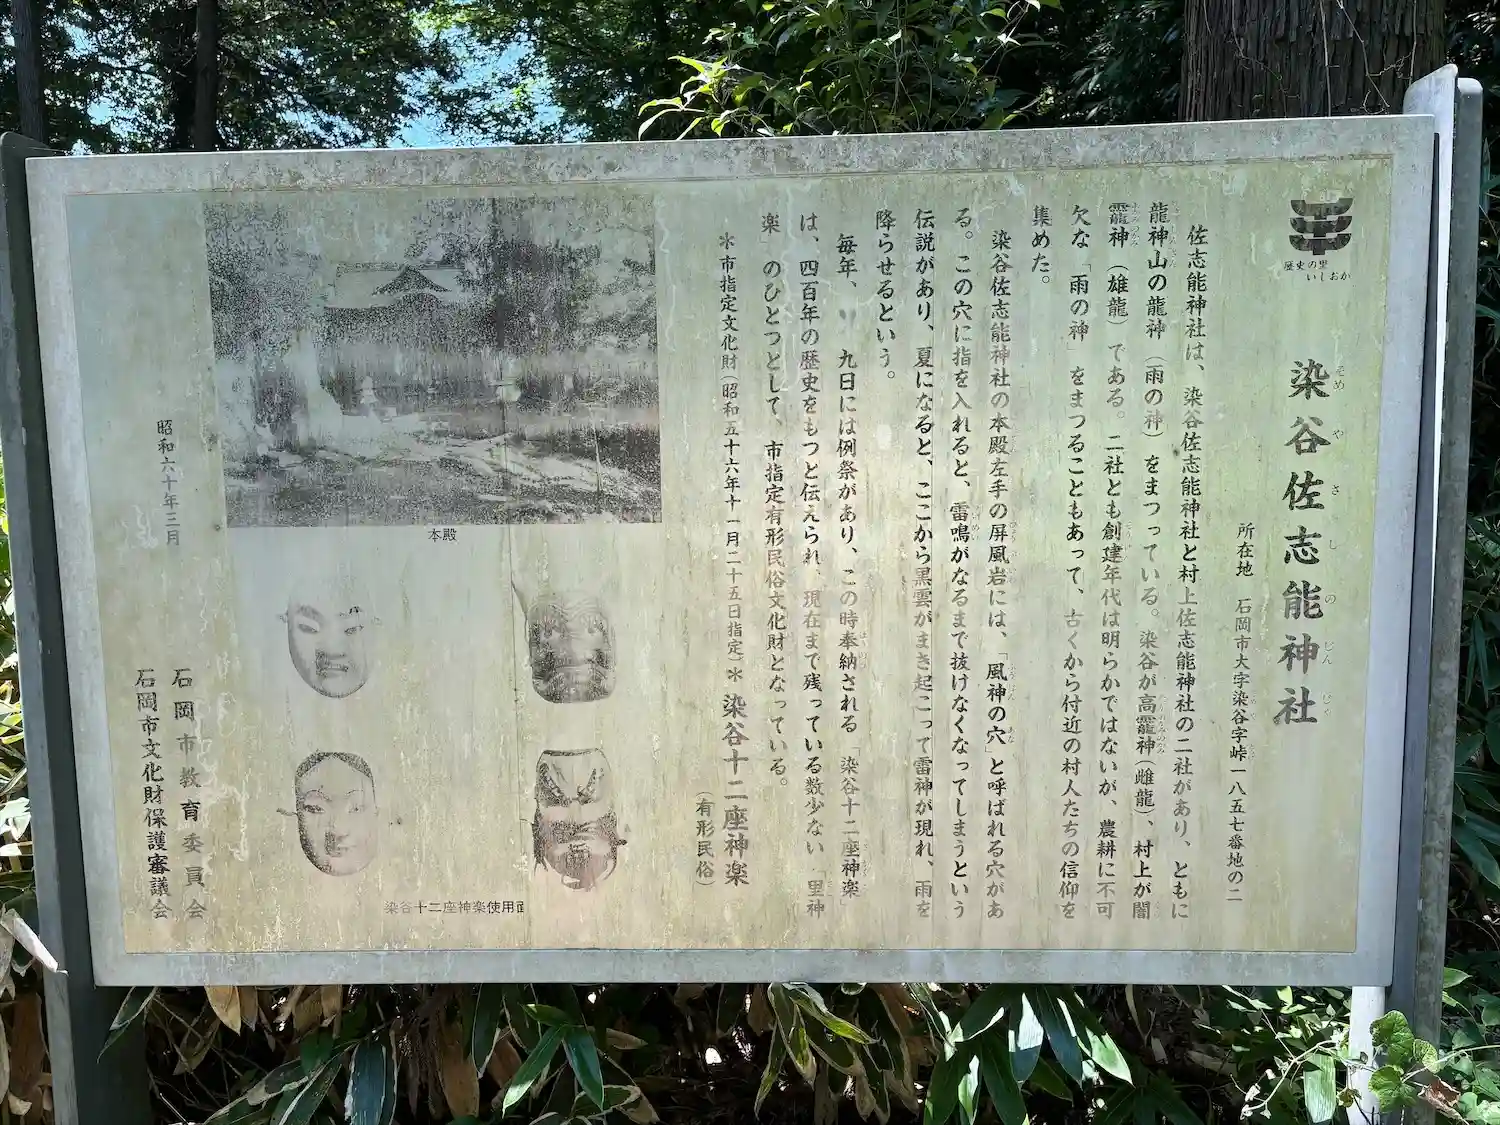 歴史の里
いしおか
染谷佐志能神社
そめやさしのじんじゃ
所在地 石岡市大字染谷字峠一八五七番地の二
佐志能神社は、染谷佐志能神社と村上佐志能神社の二社があり、ともに
龍神山の龍神(雨の神)をまつっている。染谷が高龗神(雌龍)、村上が闇
龗神(雄龍)である。二社とも創建年代は明らかではないが、農耕に不可
欠な「雨の神」をまつることもあって、古くから付近の村人たちの信仰を
集めた。
染谷佐志能神社の本殿左手の屏風岩には、「風神の穴」と呼ばれる穴があ
る。この穴に指を入れると、雷鳴がなるまで抜けなくなってしまうという
伝説があり、夏になると、ここから黒雲がまき起こって雷神が現れ、雨を
降らせるという。
毎年、九日には例祭があり、この時奉納される「染谷十二座神楽」
は、四百年の歴史をもつと伝えられ、現在まで残っている数少ない「里神
楽」のひとつとして、市指定有形民俗文化財となっている。
＊市指定文化財(昭和五十六年十一月二十五日指定)＊染谷十二座神楽
(有形民俗)
本殿
染谷十二座神楽使用面
昭和六十年三月
石岡市教育委員会
石岡市文化財保護審議会